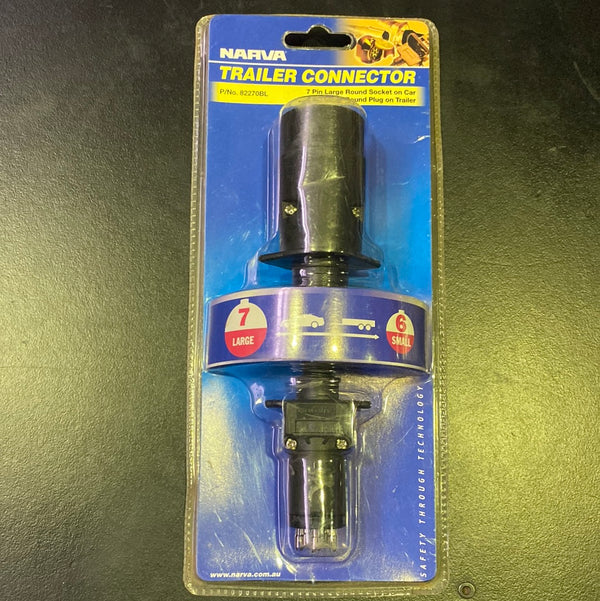 NARVA
TRAILER CONNECTOR
P/No. 82270BL
7 Pin Large Round Socket on Car
Round Plug on Trailer
7
LARGE
6
SMALL
SAFETY THROUGH TECHNOLOGY
www.narva.com.au